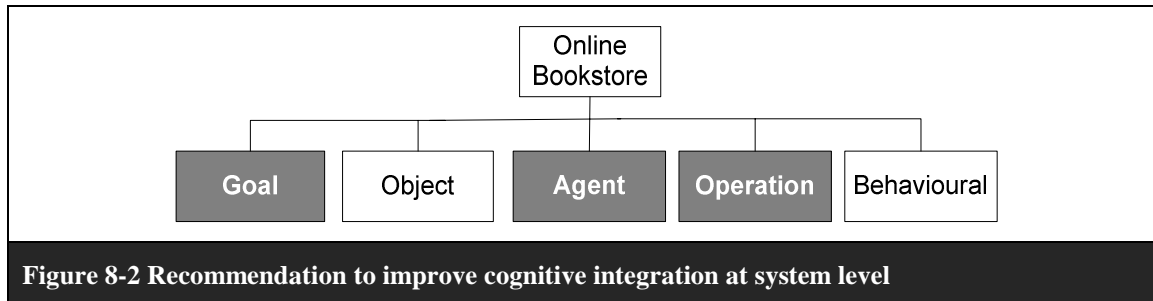 Online
Bookstore
Goal Object Agent Operation Behavioural
Figure 8-2 Recommendation to improve cognitive integration at system level